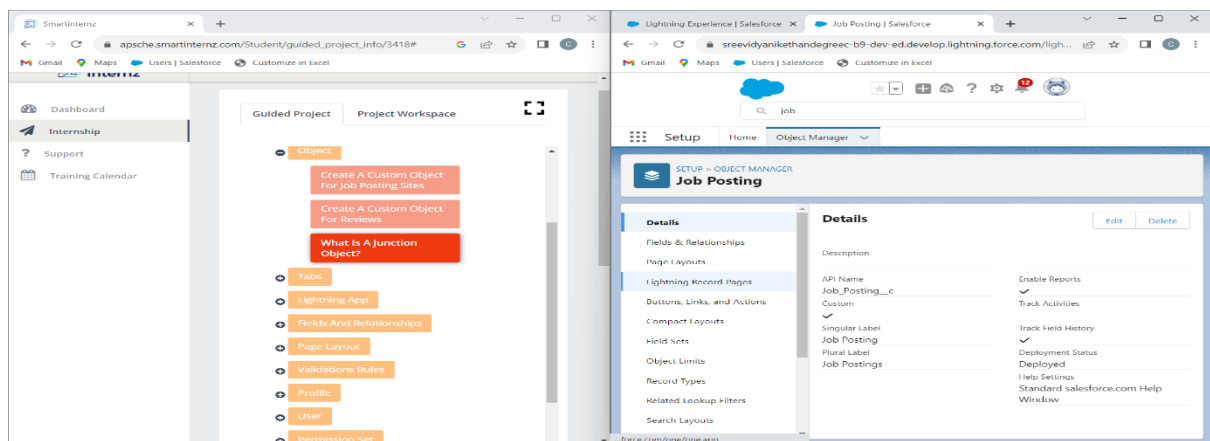 Smartinternz
apsche.smartinternz.com/Student/guided_project_info/3418#
Gmail Maps Users | Salesforce Customize in Excel
Internz
Dashboard
Internship
Support
Training Calendar
Guided Project Project Workspace
Object
Create A Custom Object
For Job Posting Sites
Create A Custom Object
For Reviews
What Is A Junction
Object?
Tabs
Lightning App
Fields And Relationships
Page Layout
Validations Rules
Profile
User
Permission Set
Lightning Experience | Salesforce Job Posting | Salesforce
sreevidyanikethandegreec-b9-dev-ed.develop.lightning.force.com/ligh...
Gmail Maps Users | Salesforce Customize in Excel
12
job
Setup Home Object Manager
SETUP > OBJECT MANAGER
Job Posting
Details
Fields & Relationships
Page Layouts
Lightning Record Pages
Buttons, Links, and Actions
Compact Layouts
Field Sets
Object Limits
Record Types
Related Lookup Filters
Search Layouts
Details Edit Delete
Description
API Name
Job_Posting__c
Custom
Singular Label
Job Posting
Plural Label
Job Postings
Enable Reports
Track Activities
Track Field History
Deployment Status
Deployed
Help Settings
Standard salesforce.com Help
Window
force.com/one/one.app